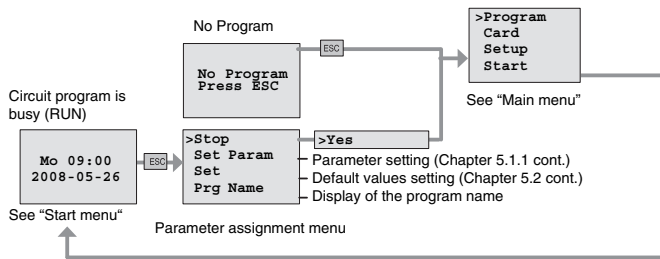 No Program
ESC
No Program
Press ESC
>Program
Card
Setup
Start
See "Main menu"
Circuit program is
busy (RUN)
Mo 09:00
2008-05-26
See "Start menu“
ESC
>Stop
Set Param
Set
Prg Name
>Yes
Parameter setting (Chapter 5.1.1 cont.)
Default values setting (Chapter 5.2 cont.)
Display of the program name
Parameter assignment menu